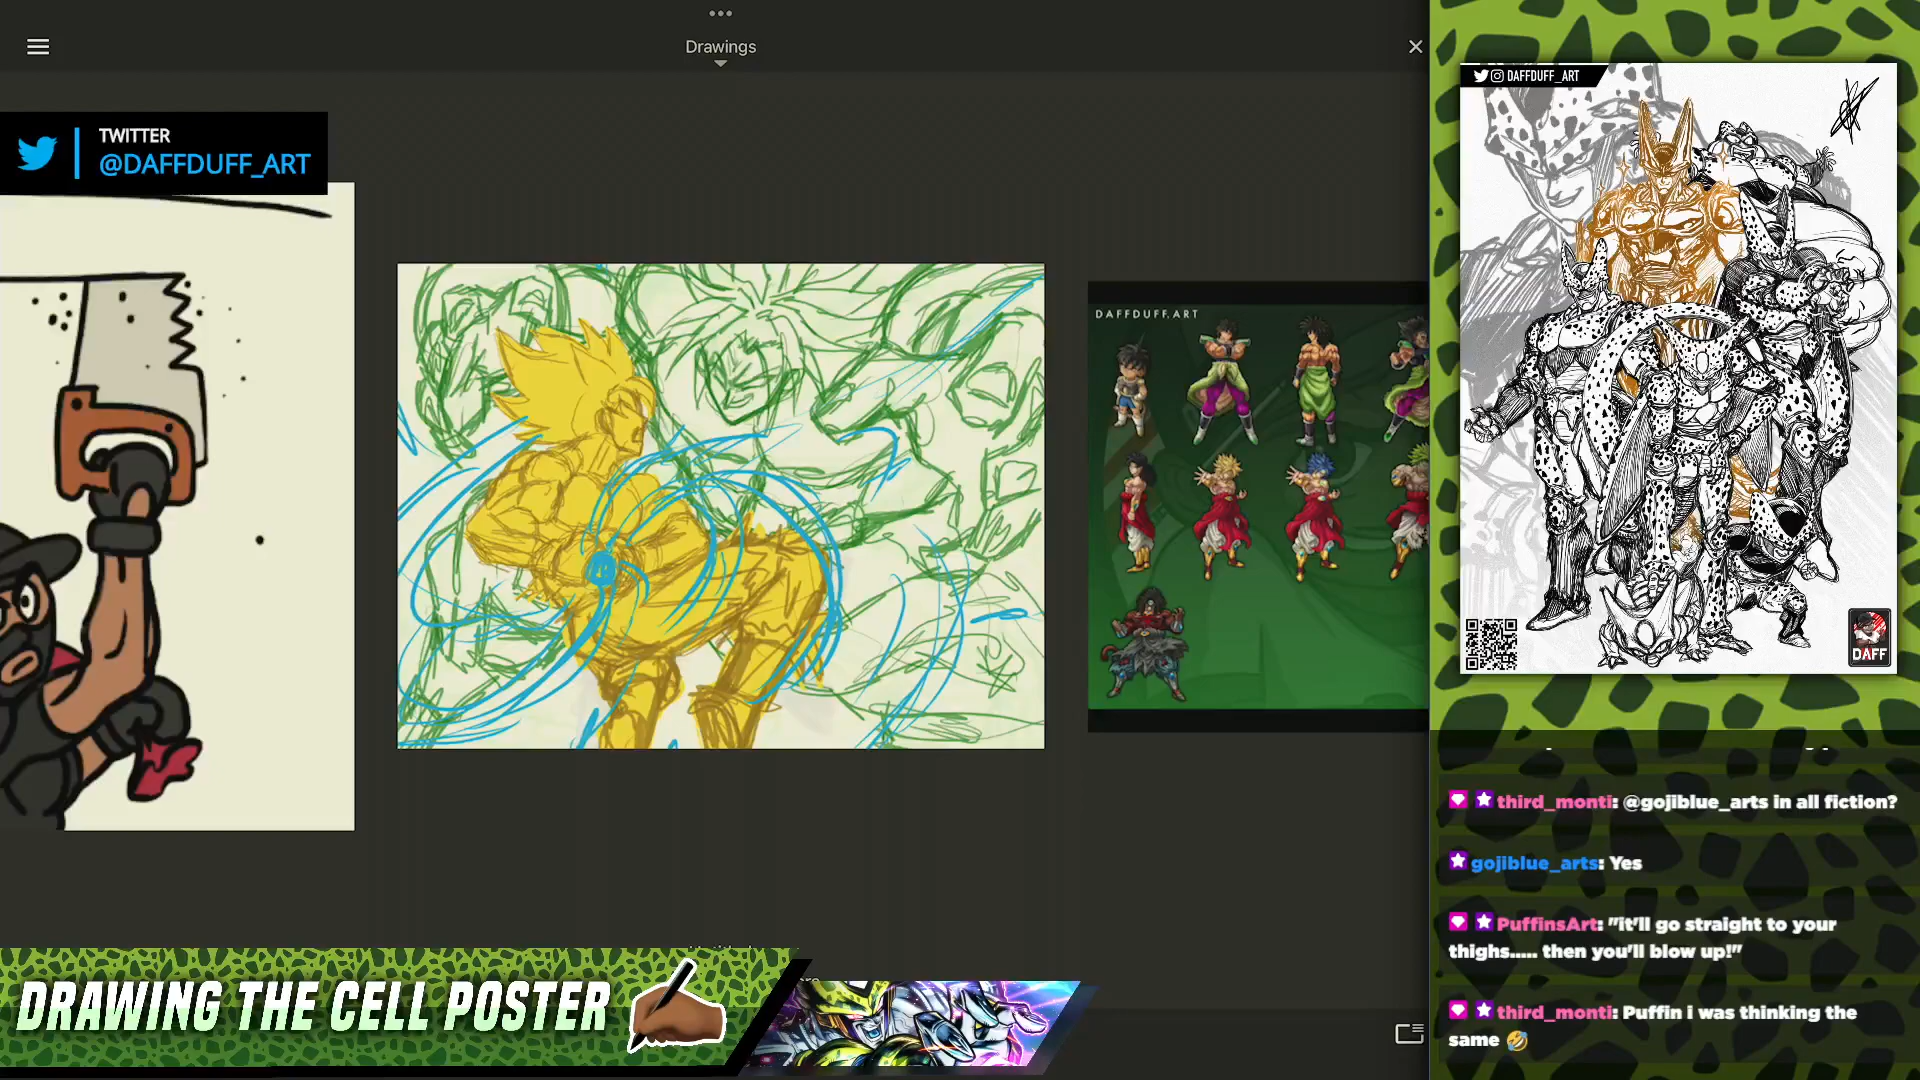 Drawings
TWITTER
@DAFFDUFF_ART
DAFFDUFF.ART
DAFFDUFF_ART
DAFF
third_monti: @gojiblue_arts in all fiction?
gojiblue_arts: Yes
PuffinsArt: "it'll go straight to your
thighs..... then you'll blow up!"
third_monti: Puffin i was thinking the
same 🤣
DRAWING THE CELL POSTER